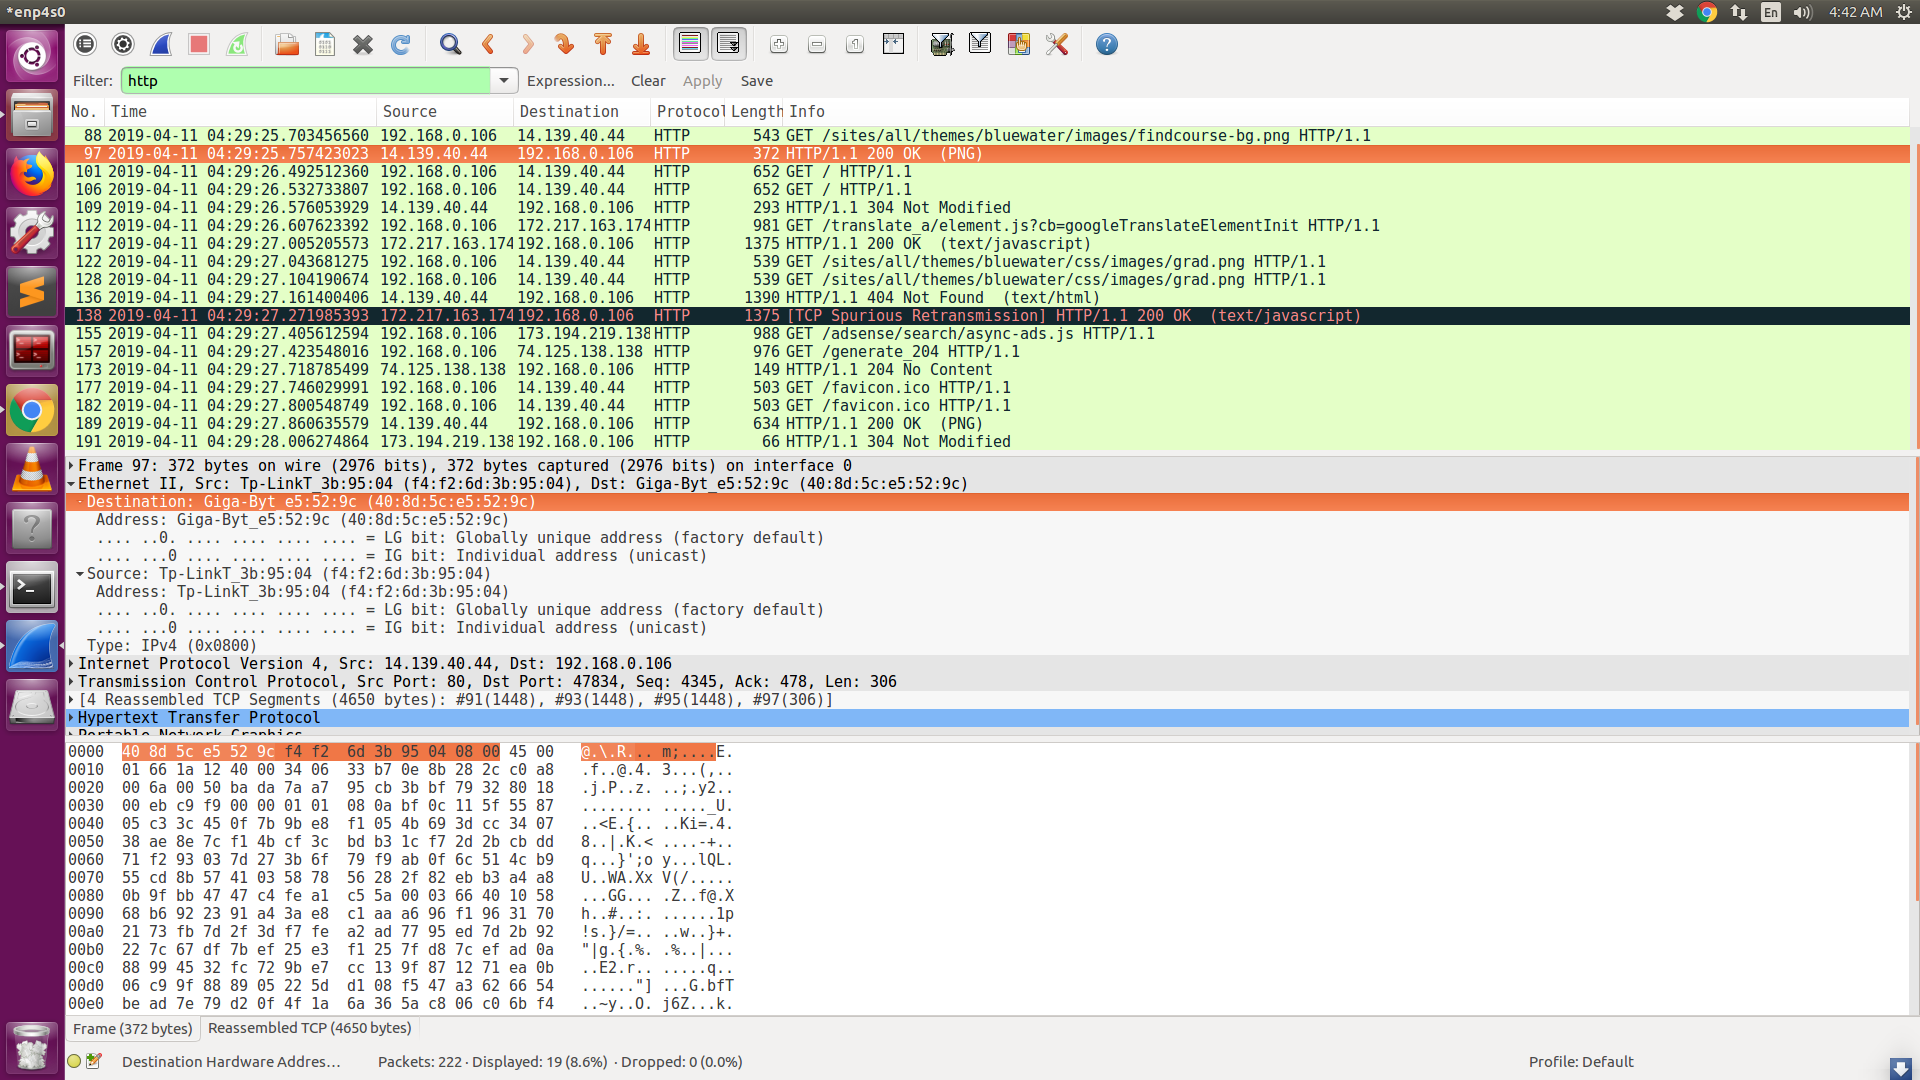 *enp4s0
En
4:42 AM
Filter: http Expression... Clear Apply Save
No. Time Source Destination Protocol Length Info
88 2019-04-11 04:29:25.703456560 192.168.0.106 14.139.40.44 HTTP 543 GET /sites/all/themes/bluewater/images/findcourse-bg.png HTTP/1.1
97 2019-04-11 04:29:25.757423023 14.139.40.44 192.168.0.106 HTTP 372 HTTP/1.1 200 OK (PNG)
101 2019-04-11 04:29:26.492512360 192.168.0.106 14.139.40.44 HTTP 652 GET / HTTP/1.1
106 2019-04-11 04:29:26.532733807 192.168.0.106 14.139.40.44 HTTP 652 GET / HTTP/1.1
109 2019-04-11 04:29:26.576053929 14.139.40.44 192.168.0.106 HTTP 293 HTTP/1.1 304 Not Modified
112 2019-04-11 04:29:26.607623392 192.168.0.106 172.217.163.174 HTTP 981 GET /translate_a/element.js?cb=googleTranslateElementInit HTTP/1.1
117 2019-04-11 04:29:27.005205573 172.217.163.174 192.168.0.106 HTTP 1375 HTTP/1.1 200 OK (text/javascript)
122 2019-04-11 04:29:27.043681275 192.168.0.106 14.139.40.44 HTTP 539 GET /sites/all/themes/bluewater/css/images/grad.png HTTP/1.1
128 2019-04-11 04:29:27.104190674 192.168.0.106 14.139.40.44 HTTP 539 GET /sites/all/themes/bluewater/css/images/grad.png HTTP/1.1
136 2019-04-11 04:29:27.161400406 14.139.40.44 192.168.0.106 HTTP 1390 HTTP/1.1 404 Not Found (text/html)
138 2019-04-11 04:29:27.271985393 172.217.163.174 192.168.0.106 HTTP 1375 [TCP Spurious Retransmission] HTTP/1.1 200 OK (text/javascript)
155 2019-04-11 04:29:27.405612594 192.168.0.106 173.194.219.138 HTTP 988 GET /adsense/search/async-ads.js HTTP/1.1
157 2019-04-11 04:29:27.423548016 192.168.0.106 74.125.138.138 HTTP 976 GET /generate_204 HTTP/1.1
173 2019-04-11 04:29:27.718785499 74.125.138.138 192.168.0.106 HTTP 149 HTTP/1.1 204 No Content
177 2019-04-11 04:29:27.746029991 192.168.0.106 14.139.40.44 HTTP 503 GET /favicon.ico HTTP/1.1
182 2019-04-11 04:29:27.800548749 192.168.0.106 14.139.40.44 HTTP 503 GET /favicon.ico HTTP/1.1
189 2019-04-11 04:29:27.860635579 14.139.40.44 192.168.0.106 HTTP 634 HTTP/1.1 200 OK (PNG)
191 2019-04-11 04:29:28.006274864 173.194.219.138 192.168.0.106 HTTP 66 HTTP/1.1 304 Not Modified
Frame 97: 372 bytes on wire (2976 bits), 372 bytes captured (2976 bits) on interface 0
Ethernet II, Src: Tp-LinkT_3b:95:04 (f4:f2:6d:3b:95:04), Dst: Giga-Byt_e5:52:9c (40:8d:5c:e5:52:9c)
Destination: Giga-Byt_e5:52:9c (40:8d:5c:e5:52:9c)
Address: Giga-Byt_e5:52:9c (40:8d:5c:e5:52:9c)
.... ..0. .... .... .... .... = LG bit: Globally unique address (factory default)
.... ...0 .... .... .... .... = IG bit: Individual address (unicast)
Source: Tp-LinkT_3b:95:04 (f4:f2:6d:3b:95:04)
Address: Tp-LinkT_3b:95:04 (f4:f2:6d:3b:95:04)
.... ..0. .... .... .... .... = LG bit: Globally unique address (factory default)
.... ...0 .... .... .... .... = IG bit: Individual address (unicast)
Type: IPv4 (0x0800)
Internet Protocol Version 4, Src: 14.139.40.44, Dst: 192.168.0.106
Transmission Control Protocol, Src Port: 80, Dst Port: 47834, Seq: 4345, Ack: 478, Len: 306
[4 Reassembled TCP Segments (4650 bytes): #91(1448), #93(1448), #95(1448), #97(306)]
Hypertext Transfer Protocol
Portable Network Graphics
0000 40 8d 5c e5 52 9c f4 f2 6d 3b 95 04 08 00 45 00 @.\.R... m;....E.
0010 01 66 1a 12 40 00 34 06 33 b7 0e 8b 28 2c c0 a8 .f..@.4. 3...(,..
0020 00 6a 00 50 ba da 7a a7 95 cb 3b bf 79 32 80 18 .j.P..z. ..;.y2..
0030 00 eb c9 f9 00 00 01 01 08 0a bf 0c 11 5f 55 87 ........ ....._U.
0040 05 c3 3c 45 0f 7b 9b e8 f1 05 4b 69 3d cc 34 07 ..<E.{.. ..Ki=.4.
0050 38 ae 8e 7c f1 4b cf 3c bd b3 1c f7 2d 2b cb dd 8..|.K.< ....-+..
0060 71 f2 93 03 7d 27 3b 6f 79 f9 ab 0f 6c 51 4c b9 q...}';o y...lQL.
0070 55 cd 8b 57 41 03 58 78 56 28 2f 82 eb b3 a4 a8 U..WA.Xx V(/.....
0080 0b 9f bb 47 47 c4 fe a1 c5 5a 00 03 66 40 10 58 ...GG... .Z..f@.X
0090 68 b6 92 23 91 a4 3a e8 c1 aa a6 96 f1 96 31 70 h..#..:. ......1p
00a0 21 73 fb 7d 2f 3d f7 fe a2 ad 77 95 ed 7d 2b 92 !s.}/=.. ..w..}+.
00b0 22 7c 67 df 7b ef 25 e3 f1 25 7f d8 7c ef ad 0a "|g.{.%. .%..|...
00c0 88 99 45 32 fc 72 9b e7 cc 13 9f 87 12 71 ea 0b ..E2.r.. .....q..
00d0 06 c9 9f 88 89 05 22 5d d1 08 f5 47 a3 62 66 54 ......"] ...G.bfT
00e0 be ad 7e 79 d2 0f 4f 1a 6a 36 5a c8 06 c0 6b f4 ..~y..O. j6Z...k.
Frame (372 bytes) Reassembled TCP (4650 bytes)
Destination Hardware Addres... Packets: 222 · Displayed: 19 (8.6%) · Dropped: 0 (0.0%) Profile: Default